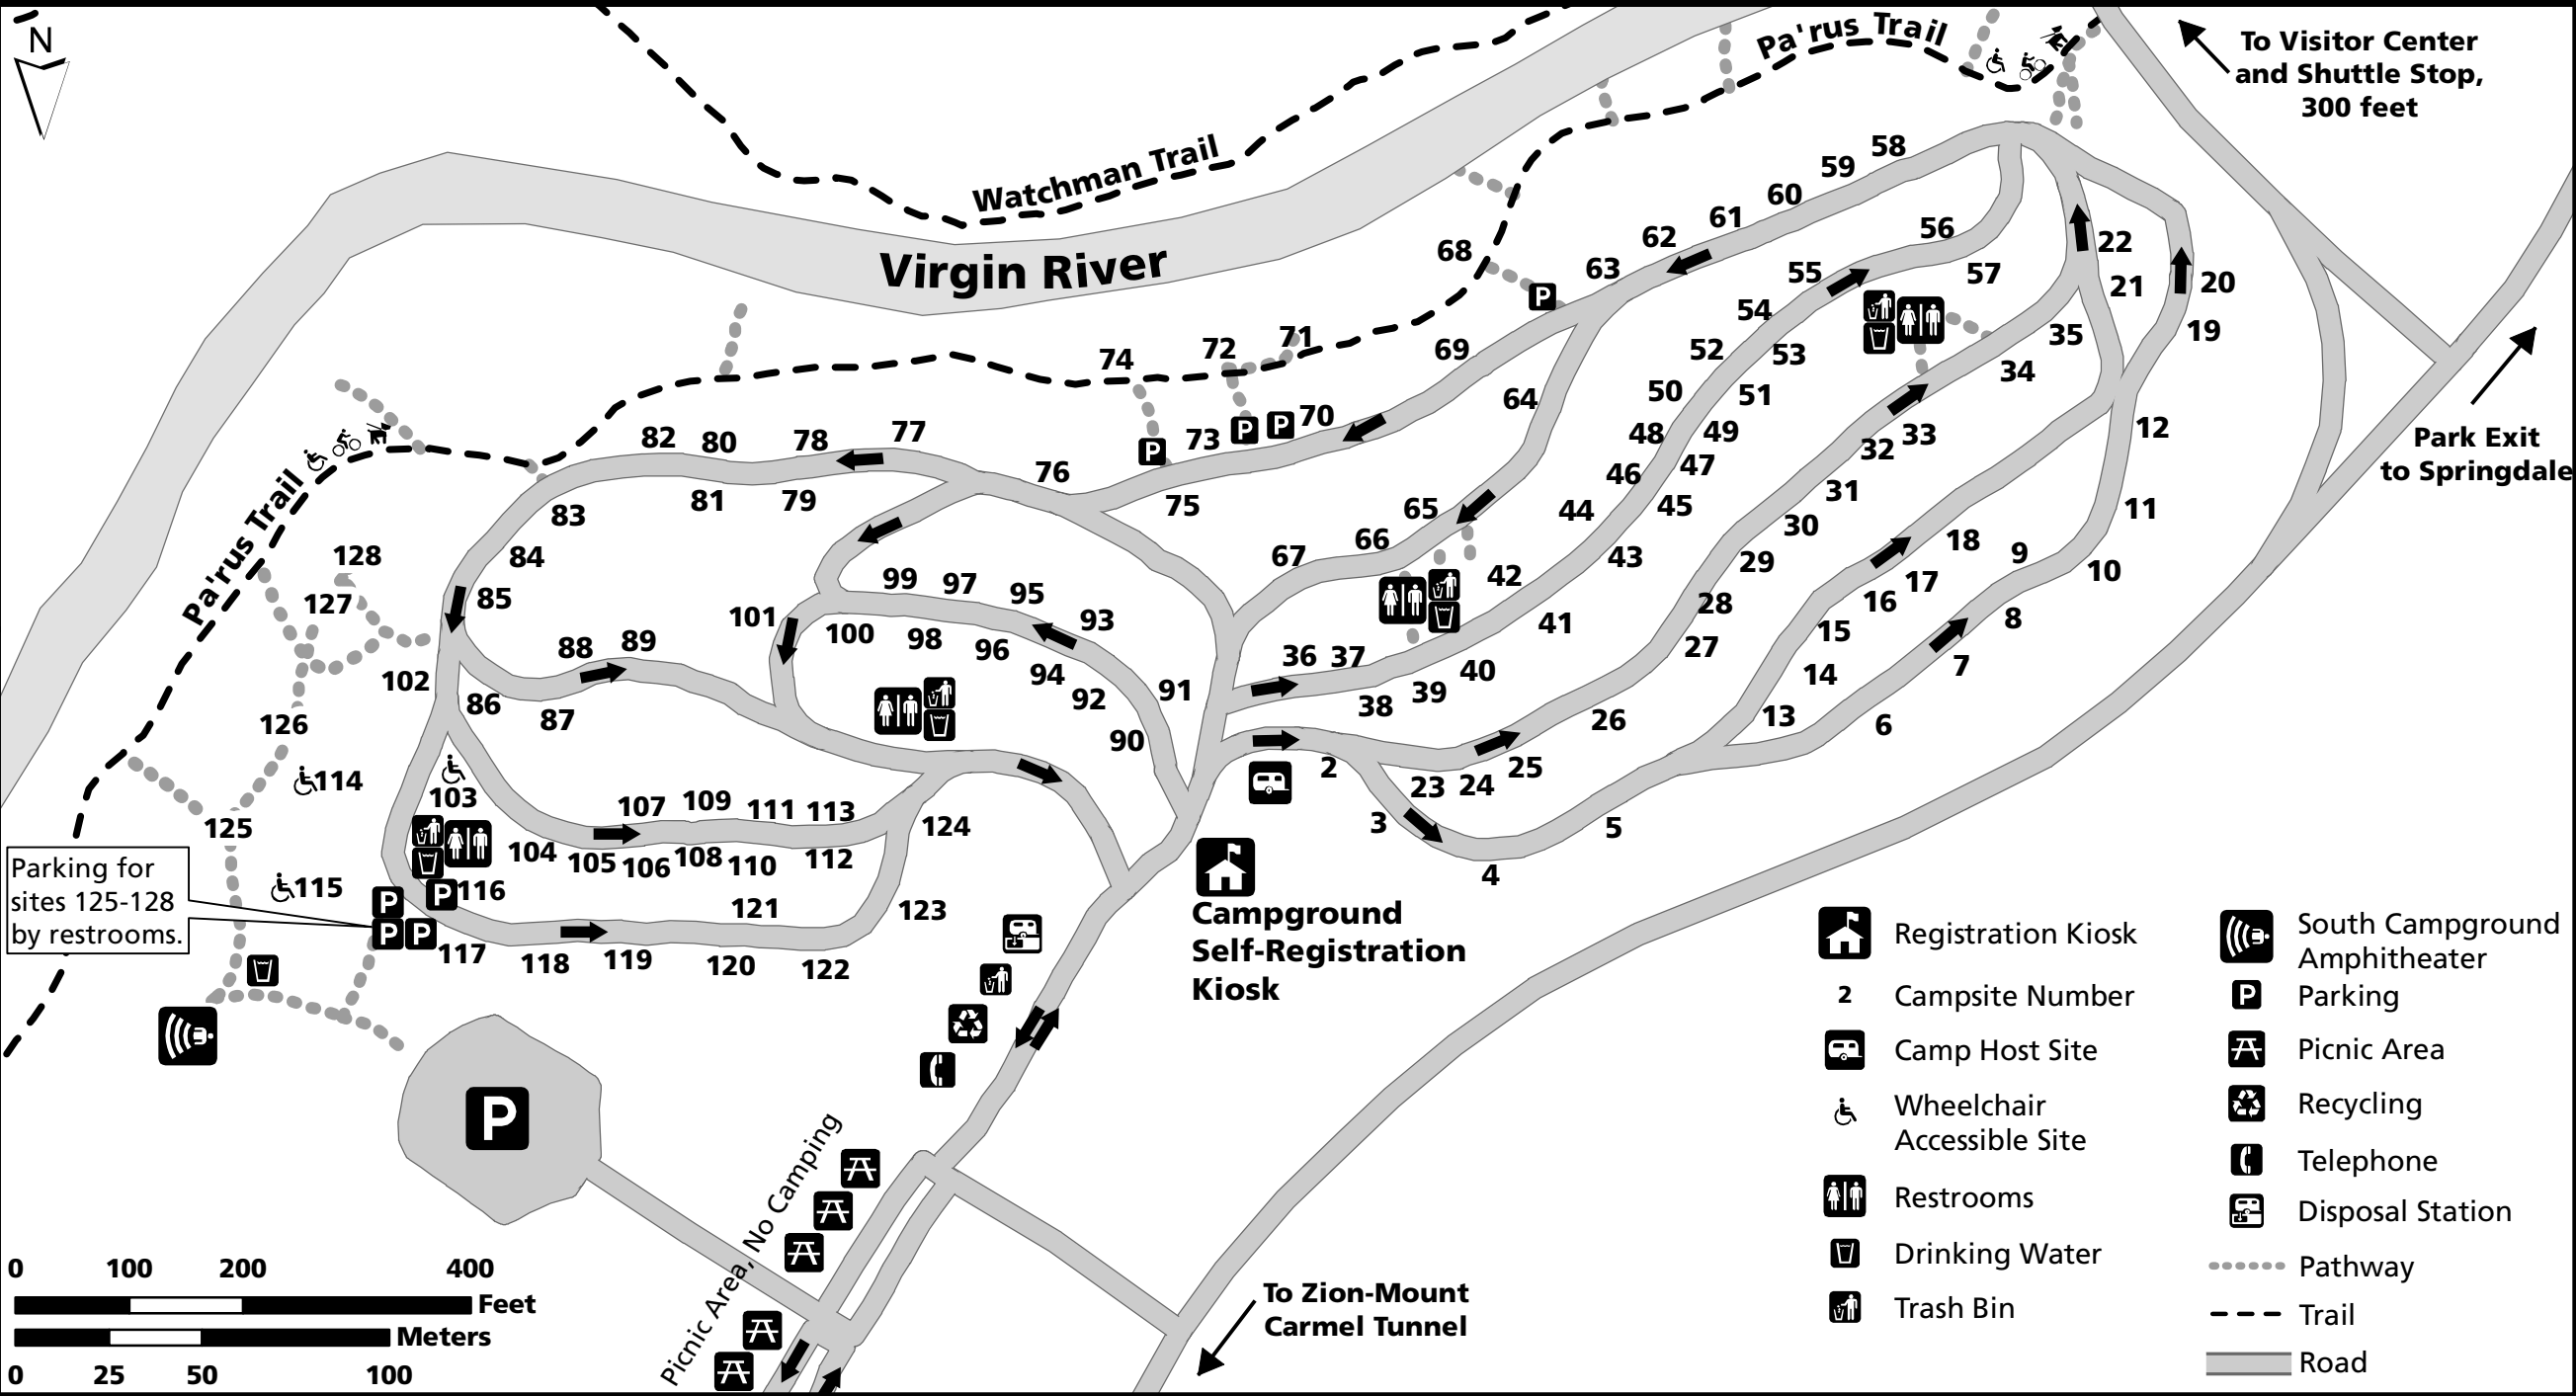 N
Pa'rus Trail
To Visitor Center
and Shuttle Stop,
300 feet
Watchman Trail
Virgin River
58
59
60
61
62
63
68
56
57
22
21
20
19
55
54
53
52
51
50
49
48
47
46
45
44
43
42
41
40
39
38
37
36
35
34
33
32
31
30
29
28
27
26
25
24
23
P
69
71
72
74
70
P
P
73
P
75
76
77
78
79
80
81
82
83
84
85
64
65
66
67
12
11
10
9
8
7
6
18
17
16
15
14
13
2
3
4
5
Park Exit
to Springdale
Pa'rus Trail
128
127
102
126
125
114
115
86
87
88
89
101
100
99
98
97
96
95
94
93
92
91
90
103
104
105
106
107
108
109
110
111
112
113
124
P
P
P
P
116
117
118
119
120
121
122
123
Parking for
sites 125-128
by restrooms.
Campground
Self-Registration
Kiosk
P
Picnic Area, No Camping
To Zion-Mount
Carmel Tunnel
0 100 200 400
Feet
Meters
0 25 50 100
Registration Kiosk
2 Campsite Number
Camp Host Site
Wheelchair
Accessible Site
Restrooms
Drinking Water
Trash Bin
South Campground
Amphitheater
P Parking
Picnic Area
Recycling
Telephone
Disposal Station
Pathway
Trail
Road